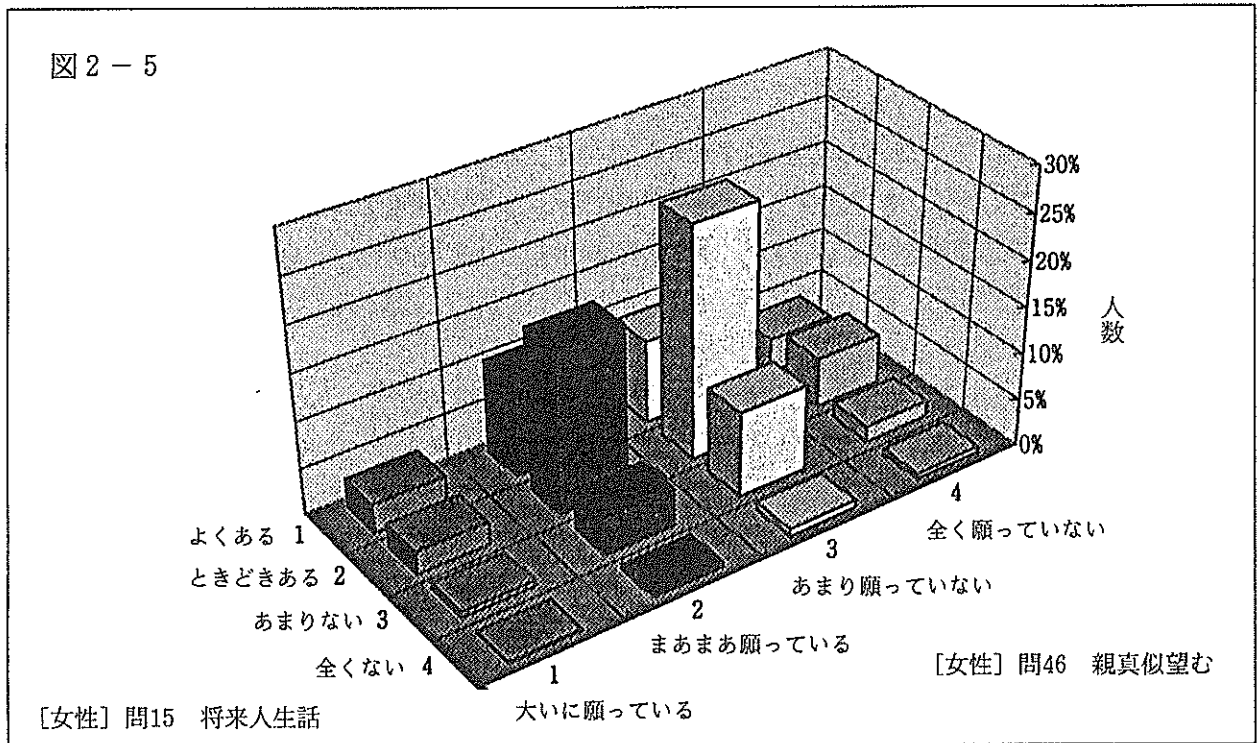 図2－5
30%
25%
20%
15%
10%
5%
0%
人数
よくある 1
ときどきある 2
あまりない 3
全くない 4
1
大いに願っている
2
まあまあ願っている
3
あまり願っていない
4
全く願っていない
[女性] 問46 親真似望む
[女性] 問15 将来人生話